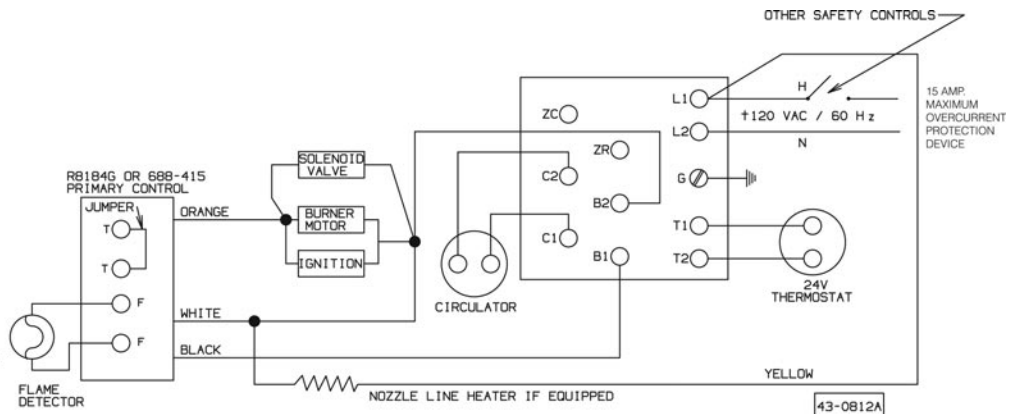 OTHER SAFETY CONTROLS
L1
H
†120 VAC / 60 Hz
15 AMP.
MAXIMUM
OVERCURRENT
PROTECTION
DEVICE
ZC
L2
N
ZR
SOLENOID
VALVE
R8184G OR 688-415
PRIMARY CONTROL
C2
G
JUMPER
ORANGE
BURNER
MOTOR
B2
T
C1
T1
IGNITION
B1
T2
T
CIRCULATOR
24V
THERMOSTAT
F
WHITE
F
BLACK
FLAME
DETECTOR
YELLOW
NOZZLE LINE HEATER IF EQUIPPED
43-0812A